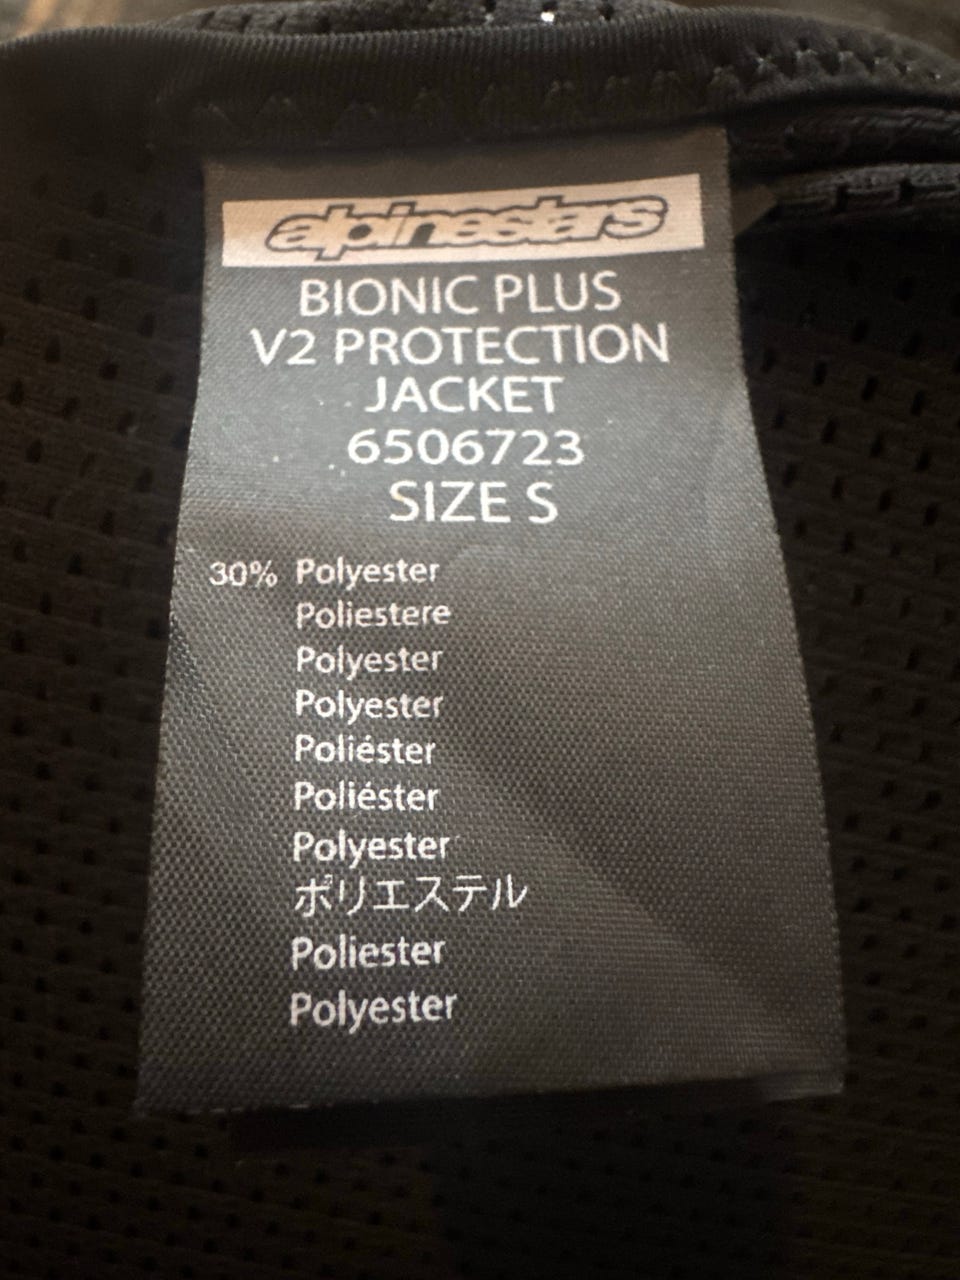 alpinestars
BIONIC PLUS
V2 PROTECTION
JACKET
6506723
SIZE S
30% Polyester
Poliestere
Polyester
Polyester
Poliéster
Poliéster
Polyester
ポリエステル
Poliester
Polyester